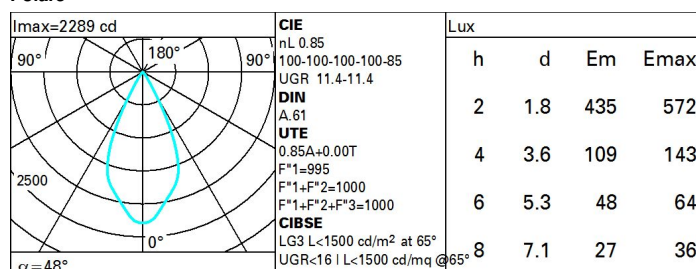 Imax=2289 cd
90°
180°
90°
2500
0°
α=48°
CIE
nL 0.85
100-100-100-100-85
UGR 11.4-11.4
DIN
A.61
UTE
0.85A+0.00T
F"1=995
F"1+F"2=1000
F"1+F"2+F"3=1000
CIBSE
LG3 L<1500 cd/m² at 65°
UGR<16 | L<1500 cd/mq @65°
Lux
h d Em Emax
2 1.8 435 572
4 3.6 109 143
6 5.3 48 64
8 7.1 27 36